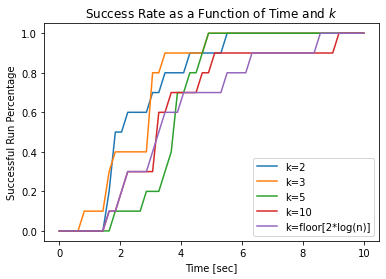 Success Rate as a Function of Time and k
Successful Run Percentage
1.0
0.8
0.6
0.4
0.2
0.0
k=2
k=3
k=5
k=10
k=floor[2*log(n)]
0
2
4
6
8
10
Time [sec]